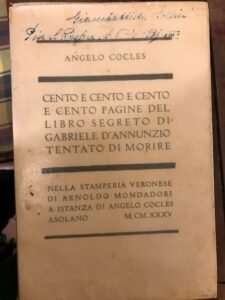 Giambattista
ANGELO COCLES
CENTO E CENTO E CENTO
E CENTO PAGINE DEL
LIBRO SEGRETO DI
GABRIELE D'ANNUNZIO
TENTATO DI MORIRE
NELLA STAMPERIA VERONESE
DI ARNOLDO MONDADORI
A ISTANZA DI ANGELO COCLES
ASOLANO M.CM.XXXV